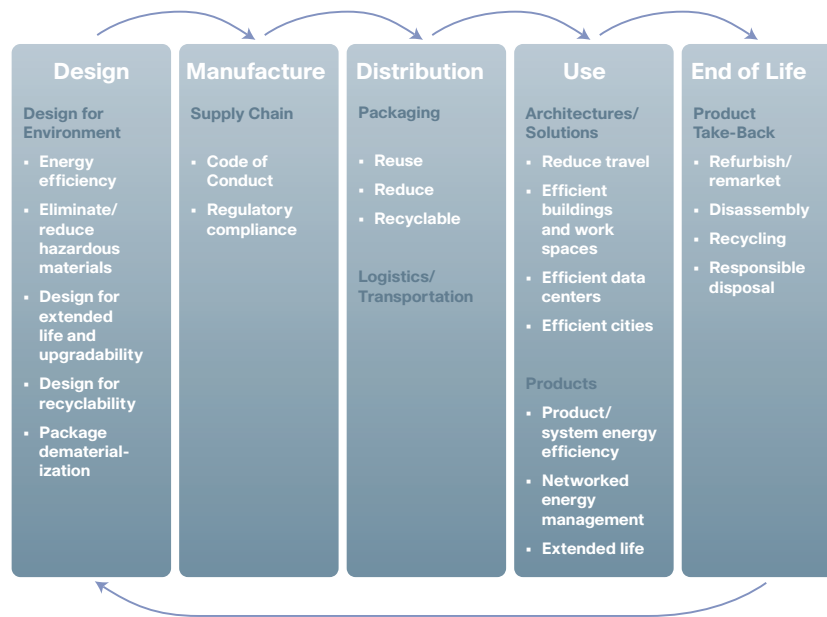 Design
Design for
Environment
▪ Energy
efficiency
▪ Eliminate/
reduce
hazardous
materials
▪ Design for
extended
life and
upgradability
▪ Design for
recyclability
▪ Package
dematerial-
ization
Manufacture
Supply Chain
▪ Code of
Conduct
▪ Regulatory
compliance
Distribution
Packaging
▪ Reuse
▪ Reduce
▪ Recyclable
Logistics/
Transportation
Use
Architectures/
Solutions
▪ Reduce travel
▪ Efficient
buildings
and work
spaces
▪ Efficient data
centers
▪ Efficient cities
Products
▪ Product/
system energy
efficiency
▪ Networked
energy
management
▪ Extended life
End of Life
Product
Take-Back
▪ Refurbish/
remarket
▪ Disassembly
▪ Recycling
▪ Responsible
disposal